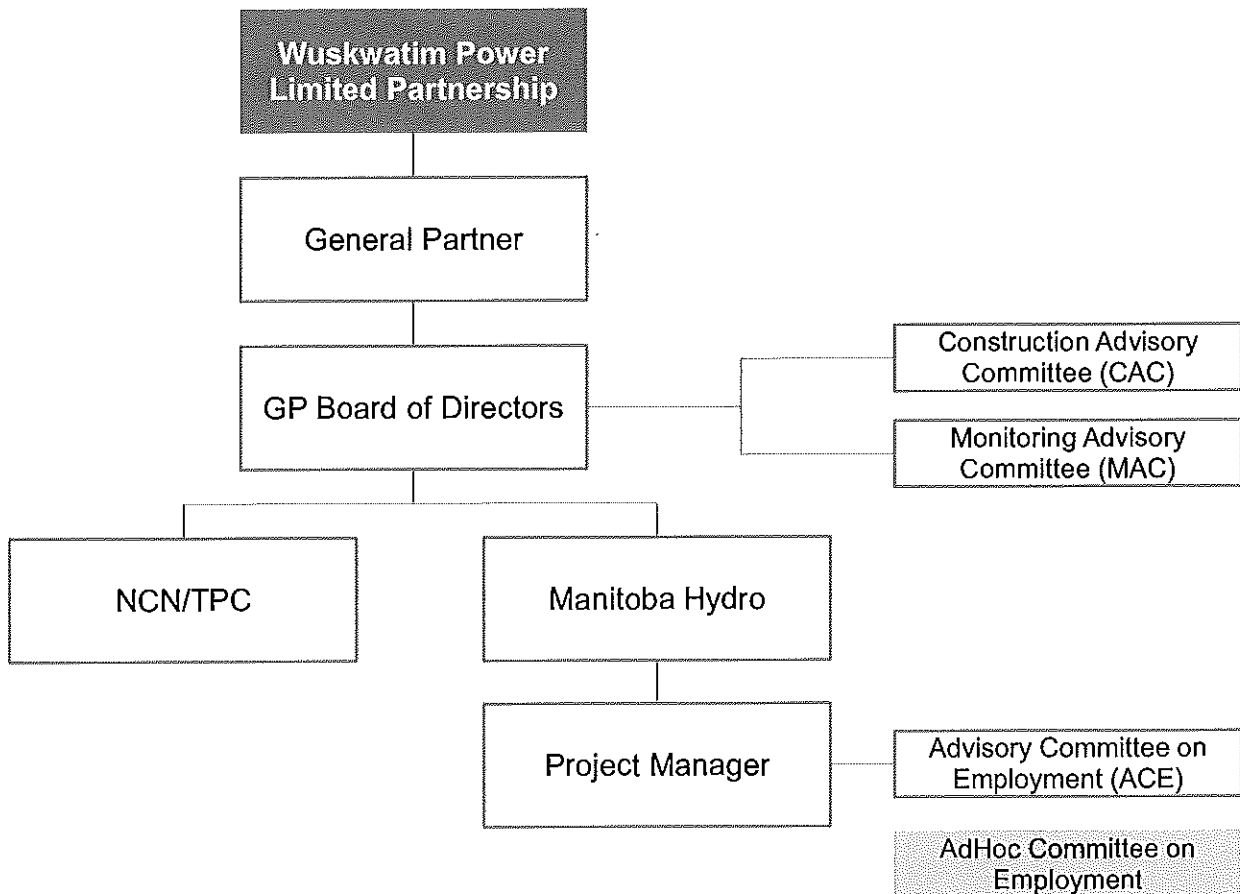 Wuskwatim Power
Limited Partnership
General Partner
GP Board of Directors
Construction Advisory
Committee (CAC)
Monitoring Advisory
Committee (MAC)
NCN/TPC
Manitoba Hydro
Project Manager
Advisory Committee on
Employment (ACE)
AdHoc Committee on
Employment